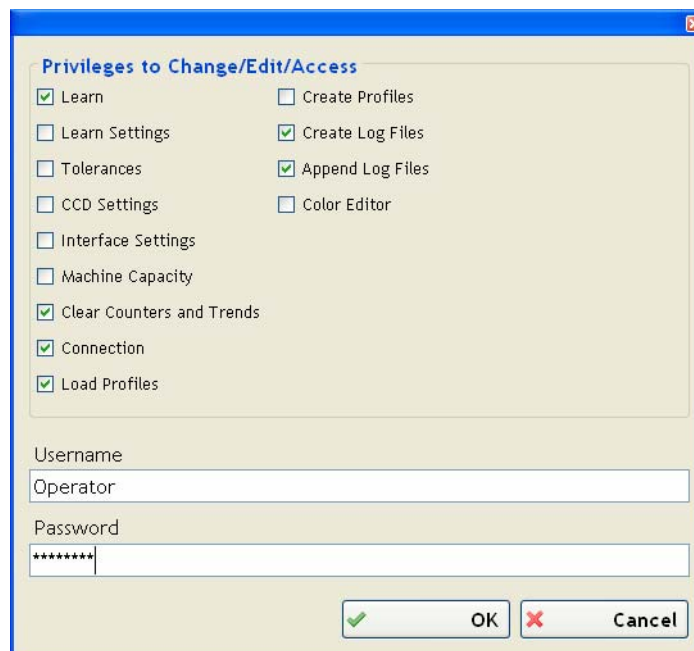 Privileges to Change/Edit/Access
Learn
Learn Settings
Tolerances
CCD Settings
Interface Settings
Machine Capacity
Clear Counters and Trends
Connection
Load Profiles
Create Profiles
Create Log Files
Append Log Files
Color Editor
Username
Operator
Password
********
OK
Cancel